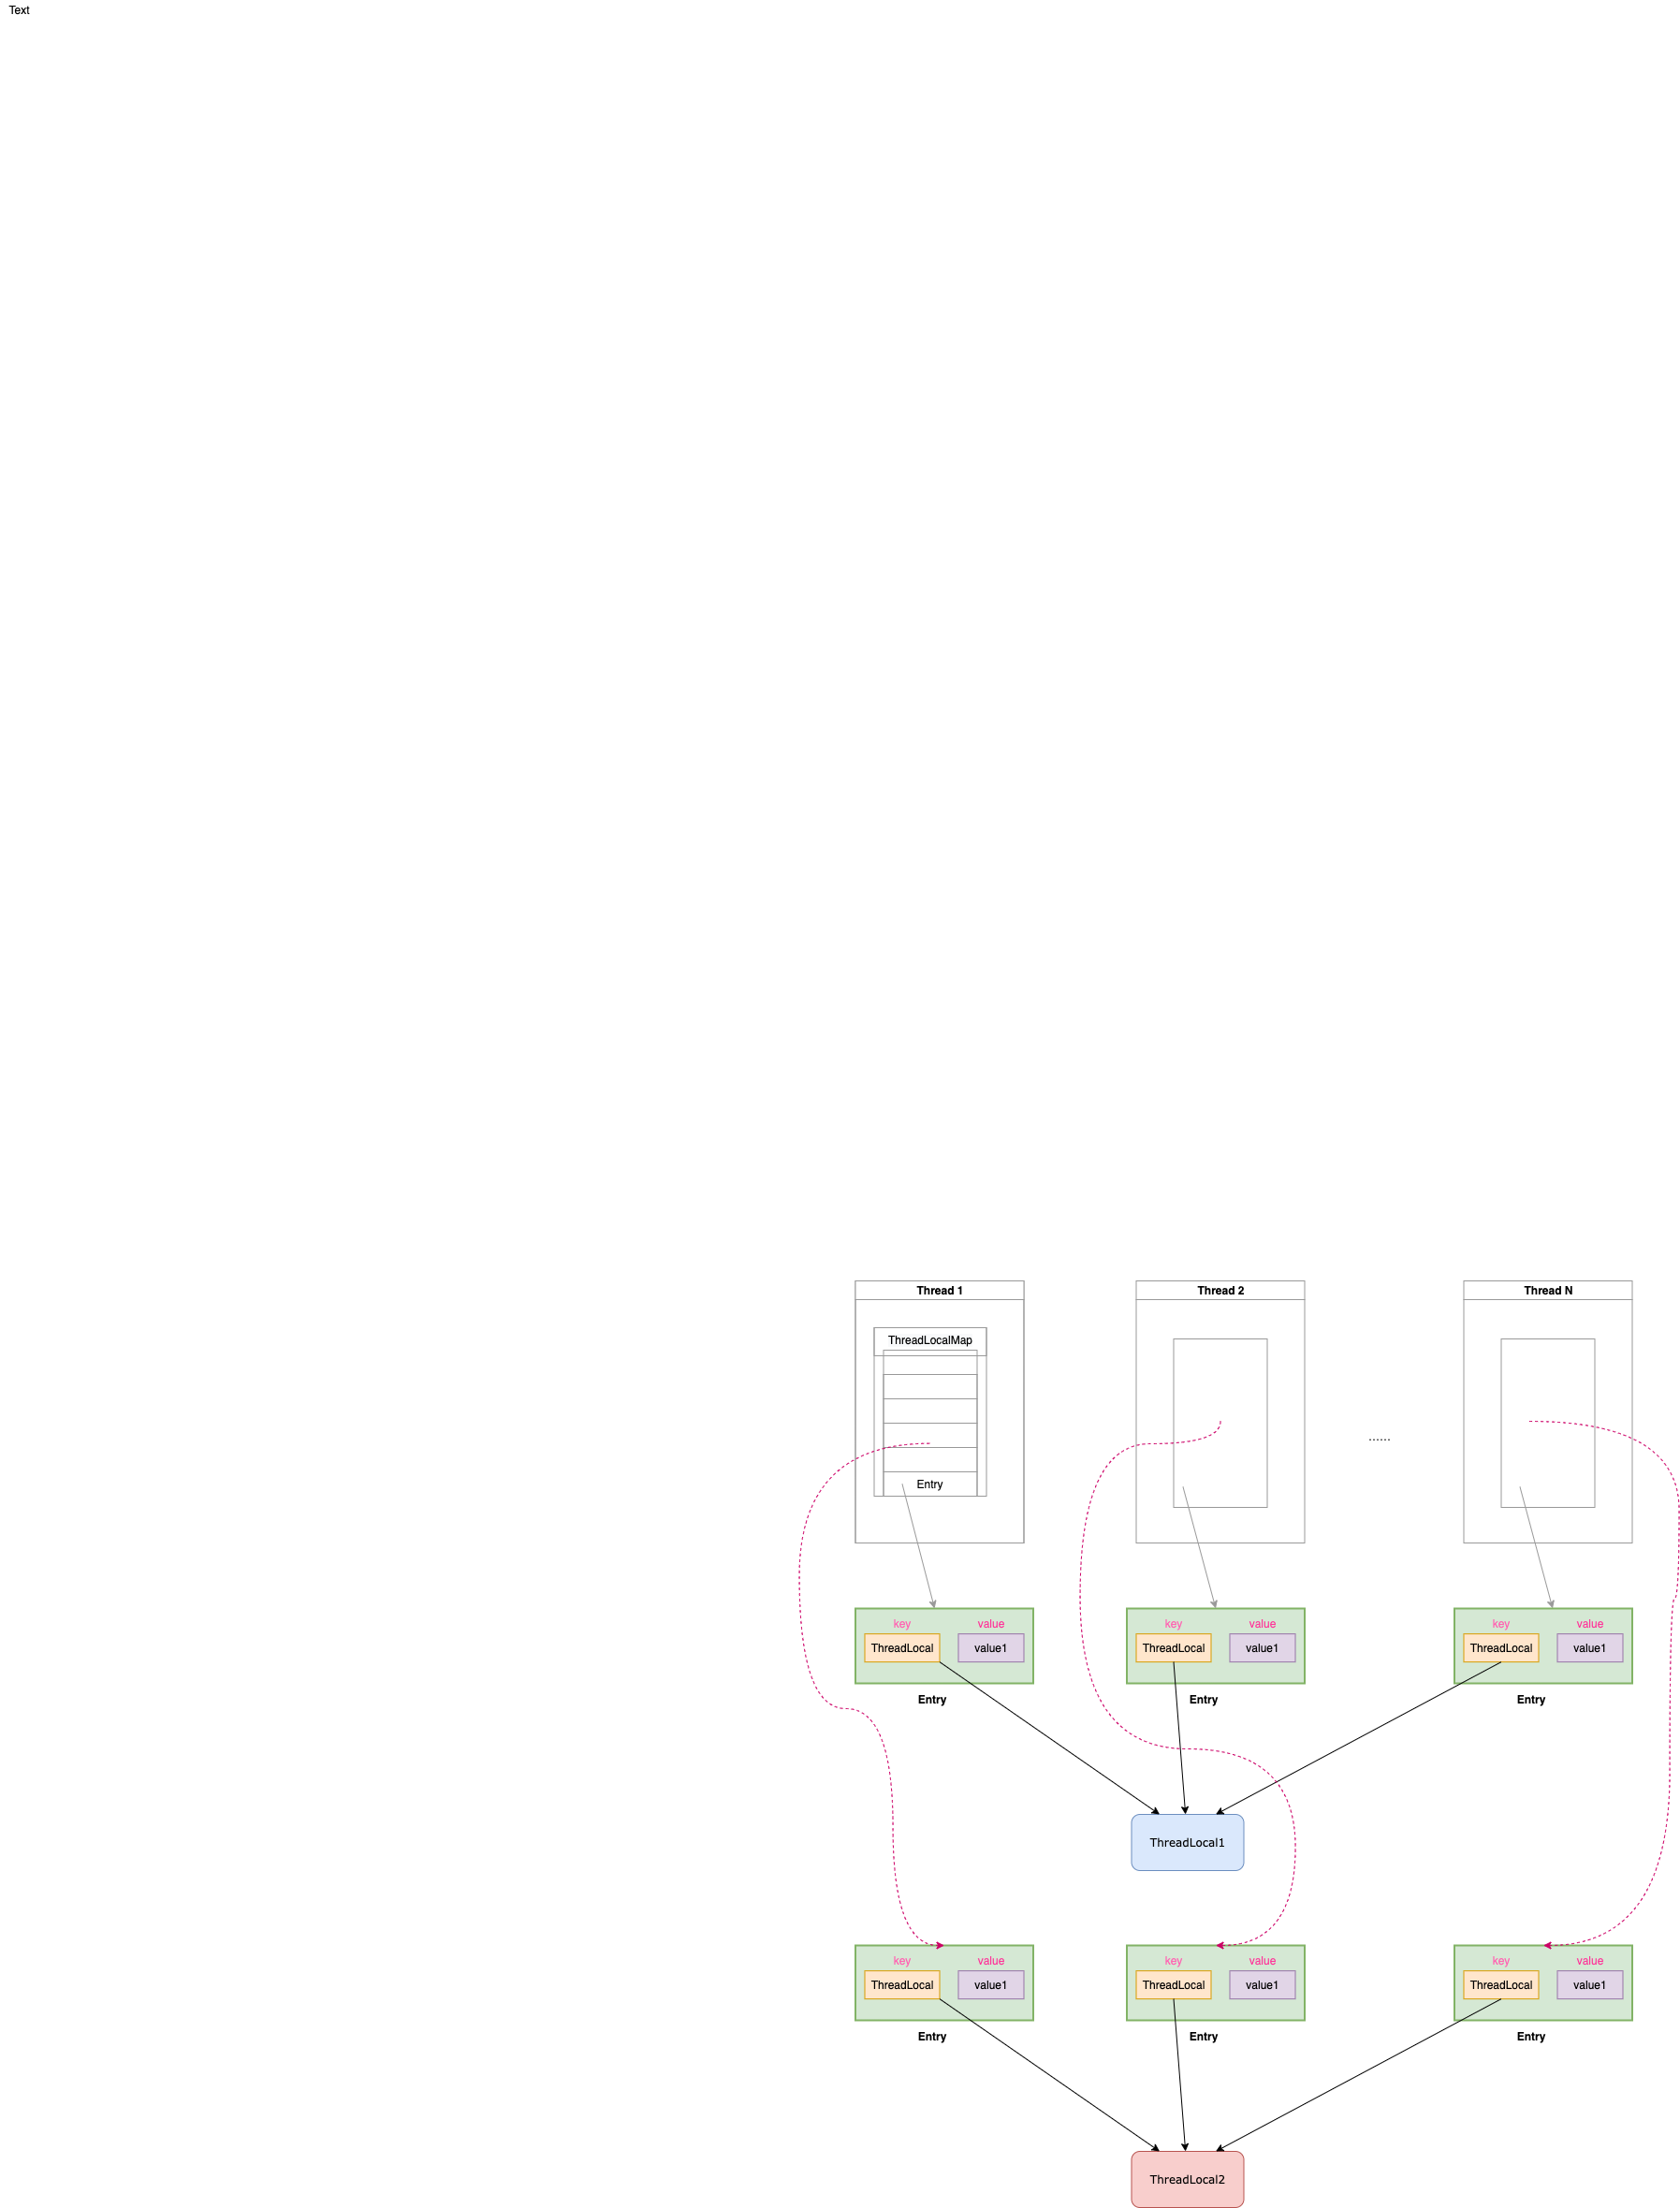 Text
Thread 1
Thread 2
Thread N
ThreadLocalMap
......
Entry
key value
ThreadLocal value1
Entry
key value
ThreadLocal value1
Entry
key value
ThreadLocal value1
Entry
ThreadLocal1
key value
ThreadLocal value1
Entry
key value
ThreadLocal value1
Entry
key value
ThreadLocal value1
Entry
ThreadLocal2